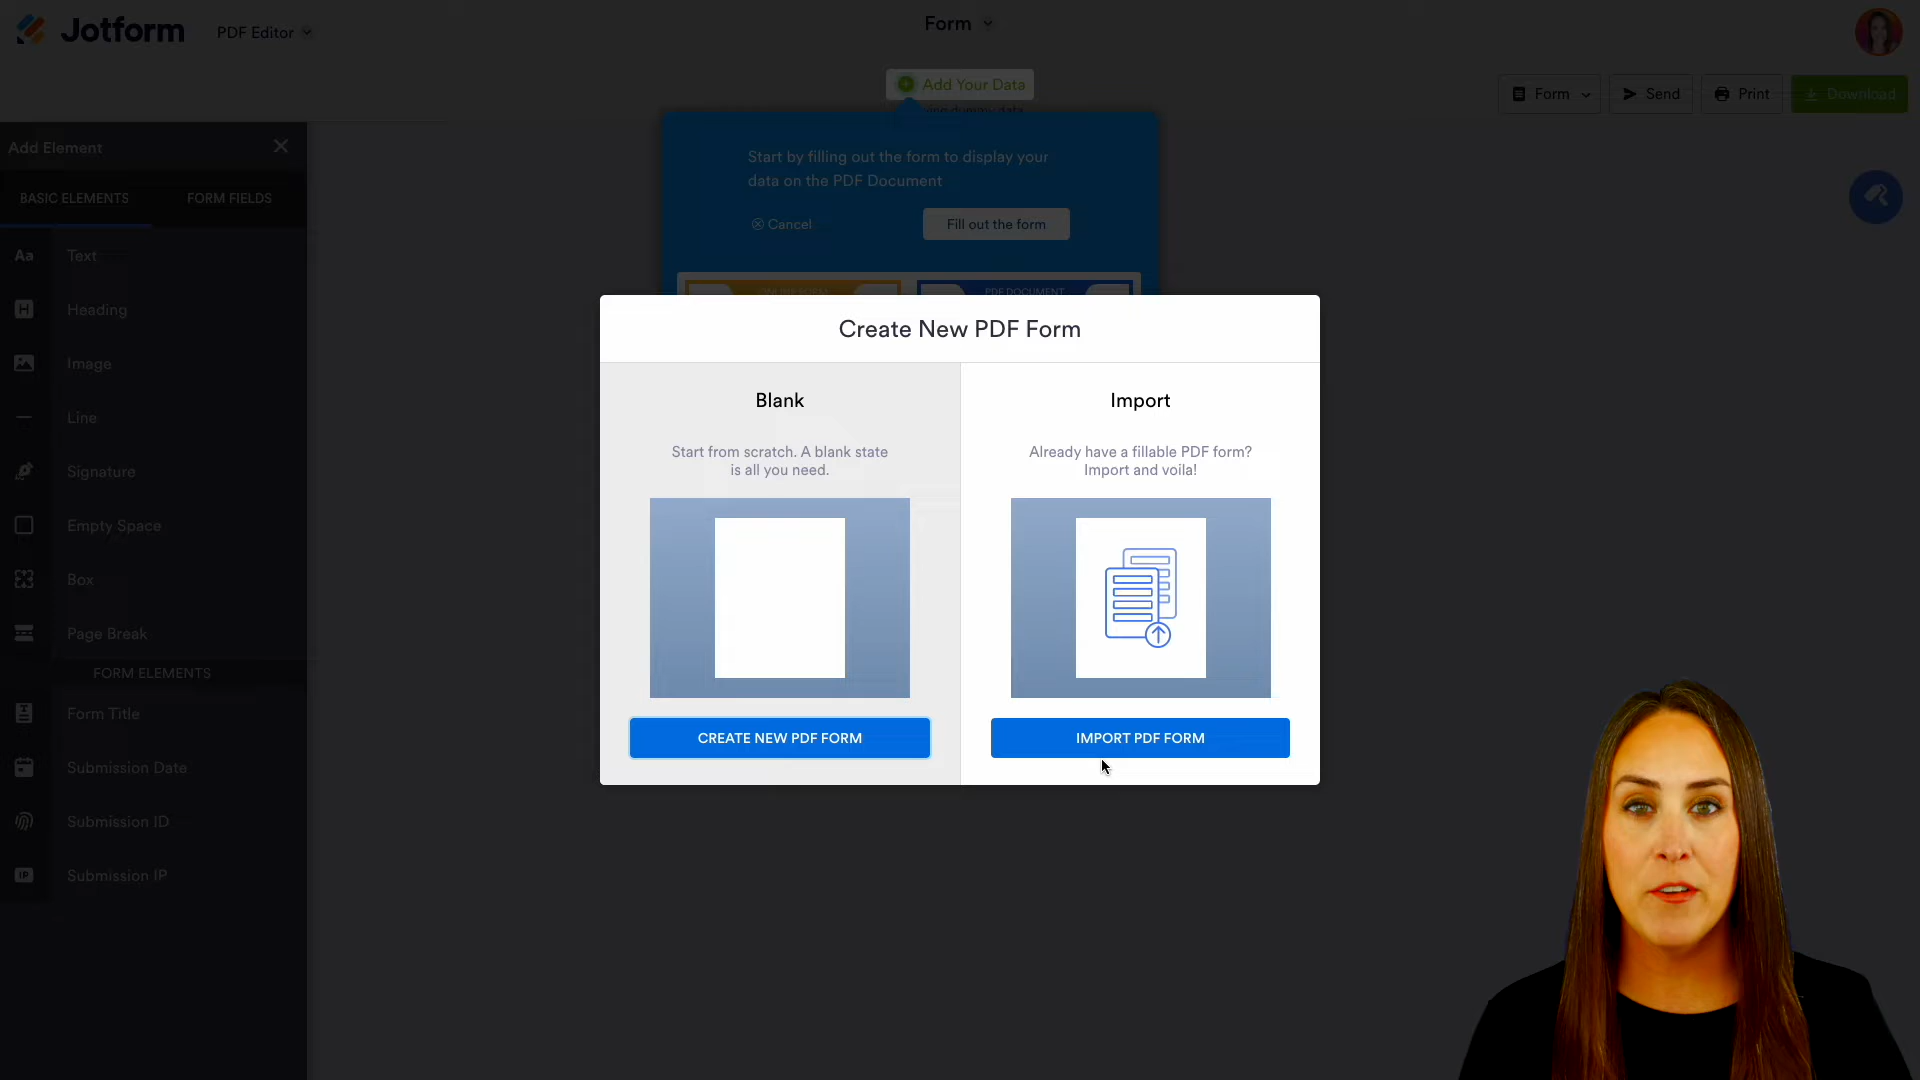 Jotform
PDF Editor
Form
Add Your Data
Form
Send
Print
Download
Add Element
BASIC ELEMENTS
FORM FIELDS
Aa Text
Heading
Image
Line
Signature
Empty Space
Box
Page Break
FORM ELEMENTS
Form Title
Submission Date
Submission ID
IP Submission IP
Start by filling out the form to display your
data on the PDF Document
Cancel
Fill out the form
PDF DOCUMENT
Create New PDF Form
Blank
Start from scratch. A blank state
is all you need.
CREATE NEW PDF FORM
Import
Already have a fillable PDF form?
Import and voila!
IMPORT PDF FORM